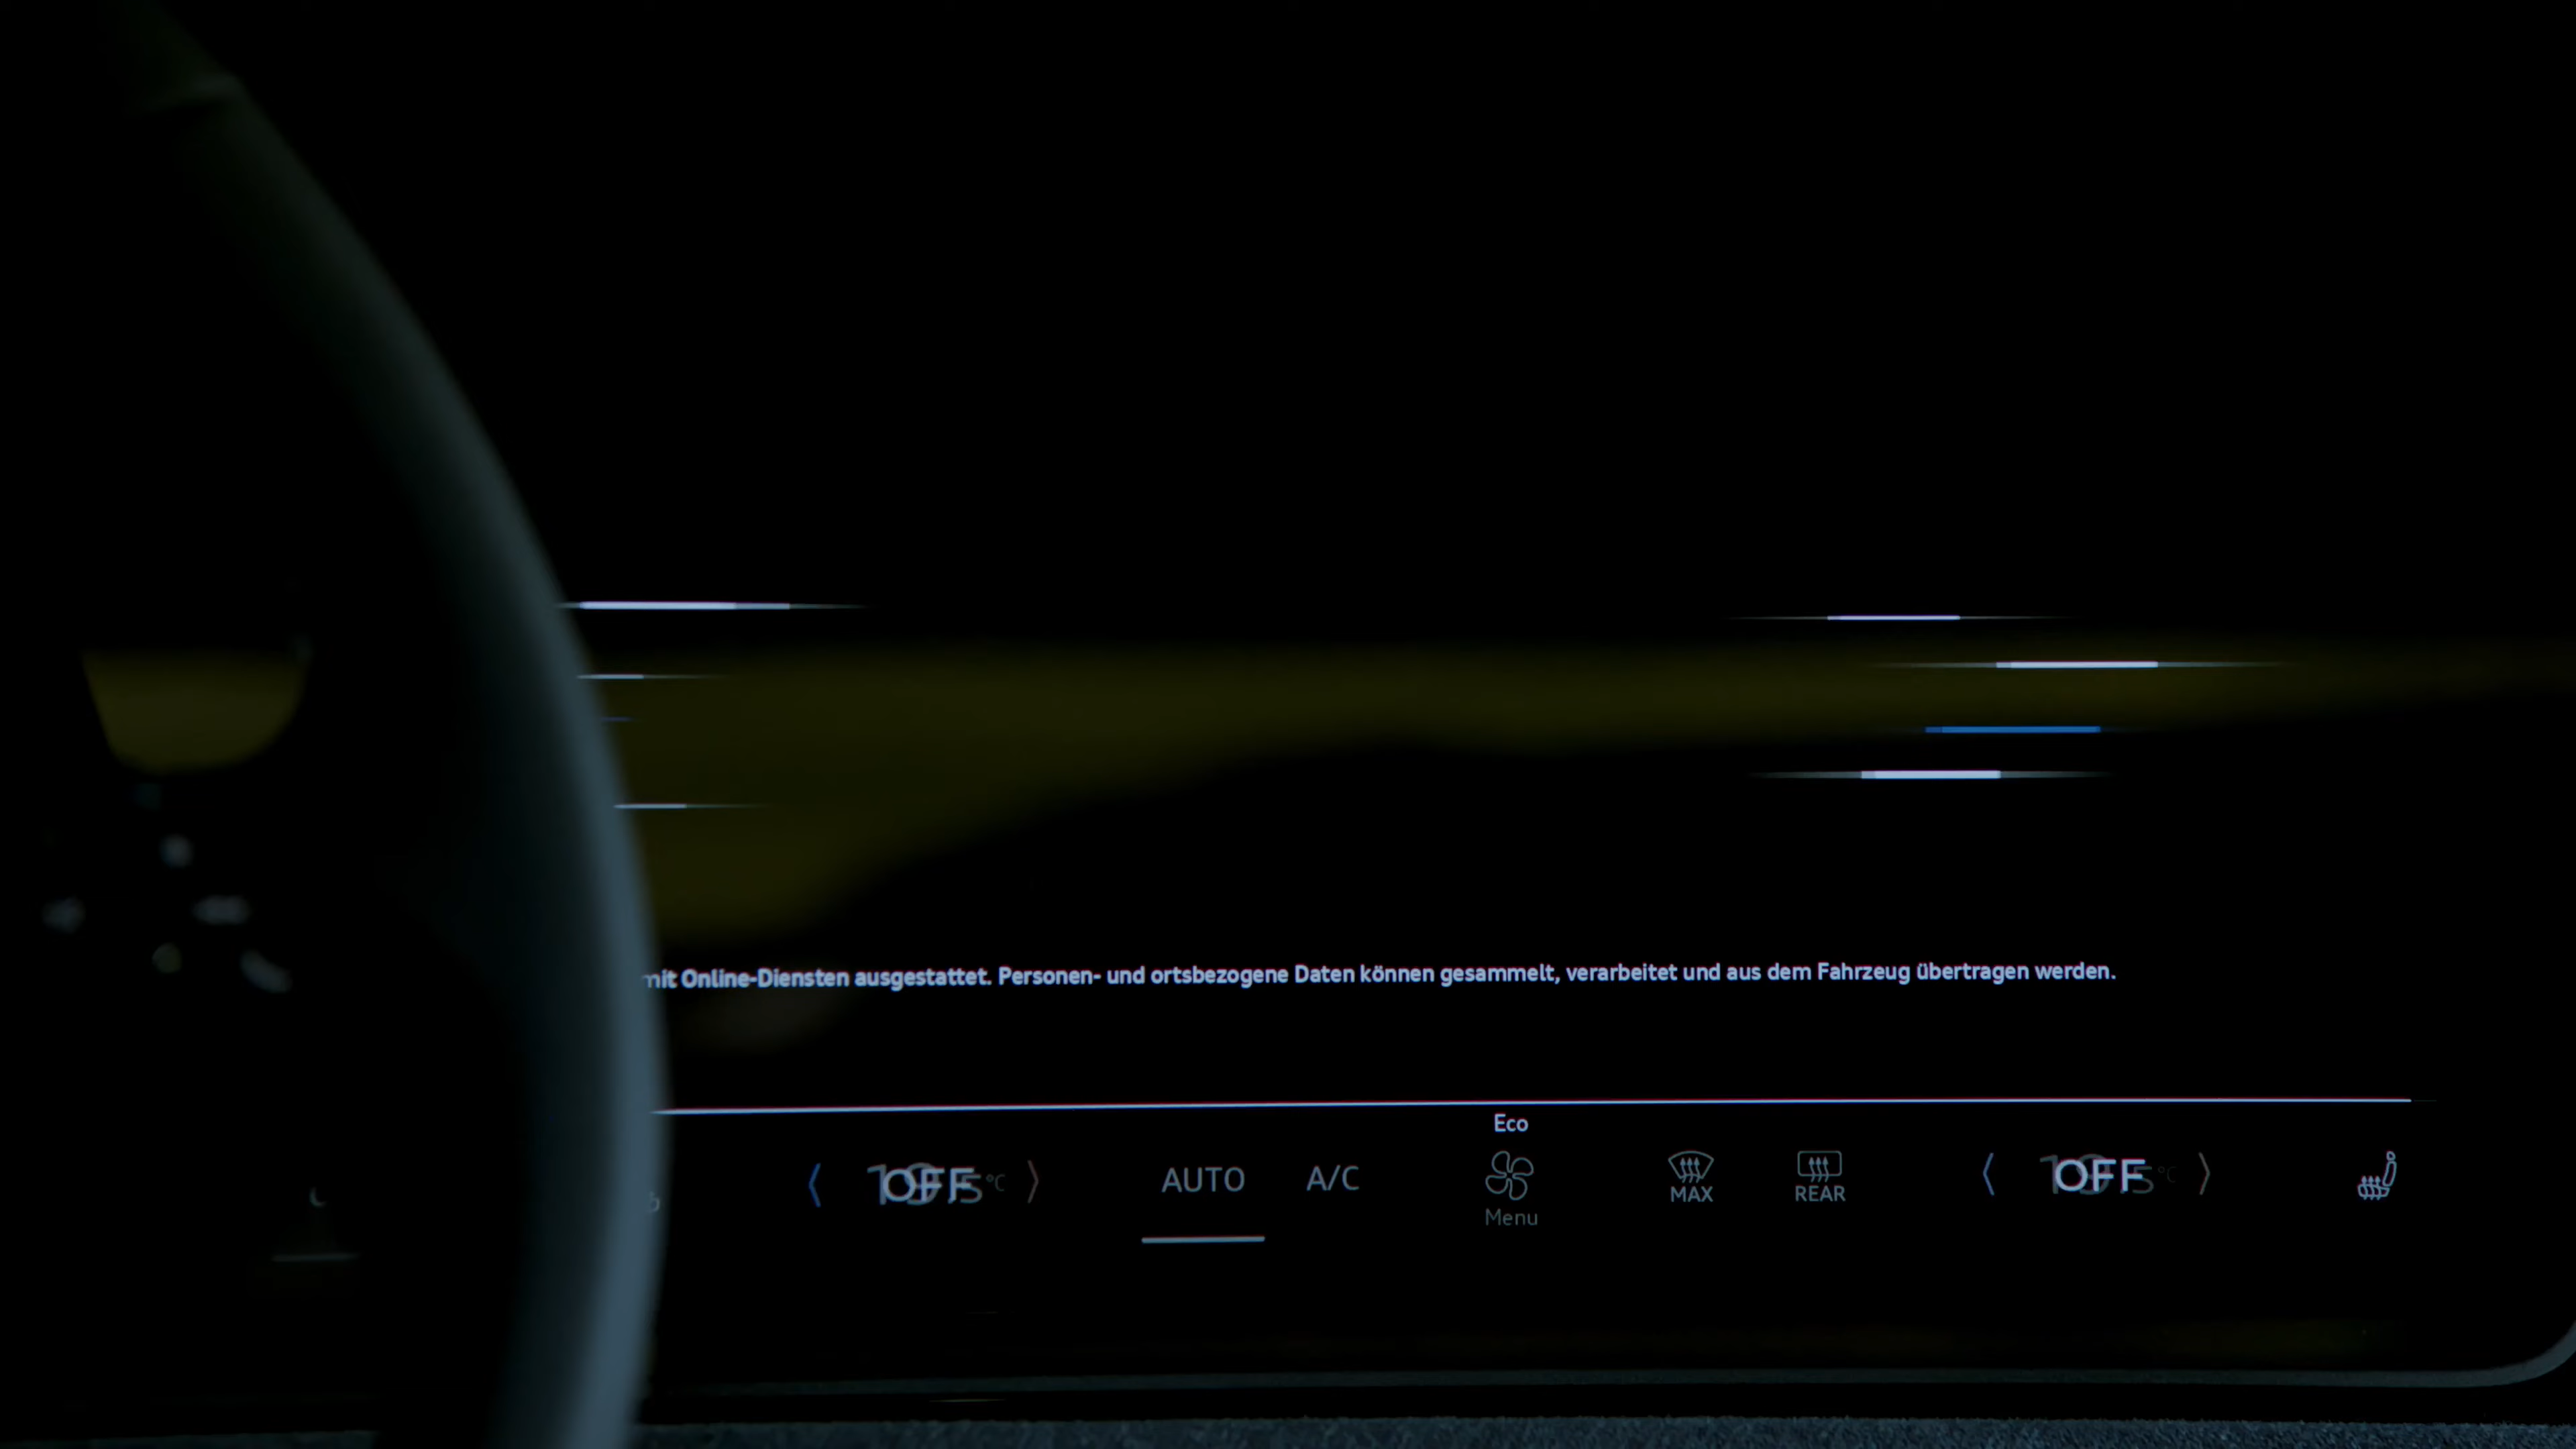 mit Online-Diensten ausgestattet. Personen- und ortsbezogene Daten können gesammelt, verarbeitet und aus dem Fahrzeug übertragen werden.
Eco
OFF °C AUTO A/C MAX REAR OFF °C
Menu